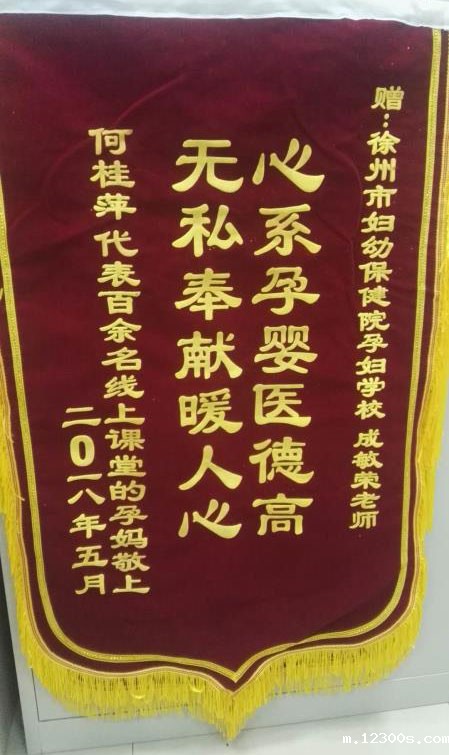 赠：徐州市妇幼保健院孕妇学校 成敏荣老师
心系孕婴医德高
无私奉献暖人心
何桂萍代表百余名线上课堂的孕妈敬上
二0一八年五月
m.12300s.com